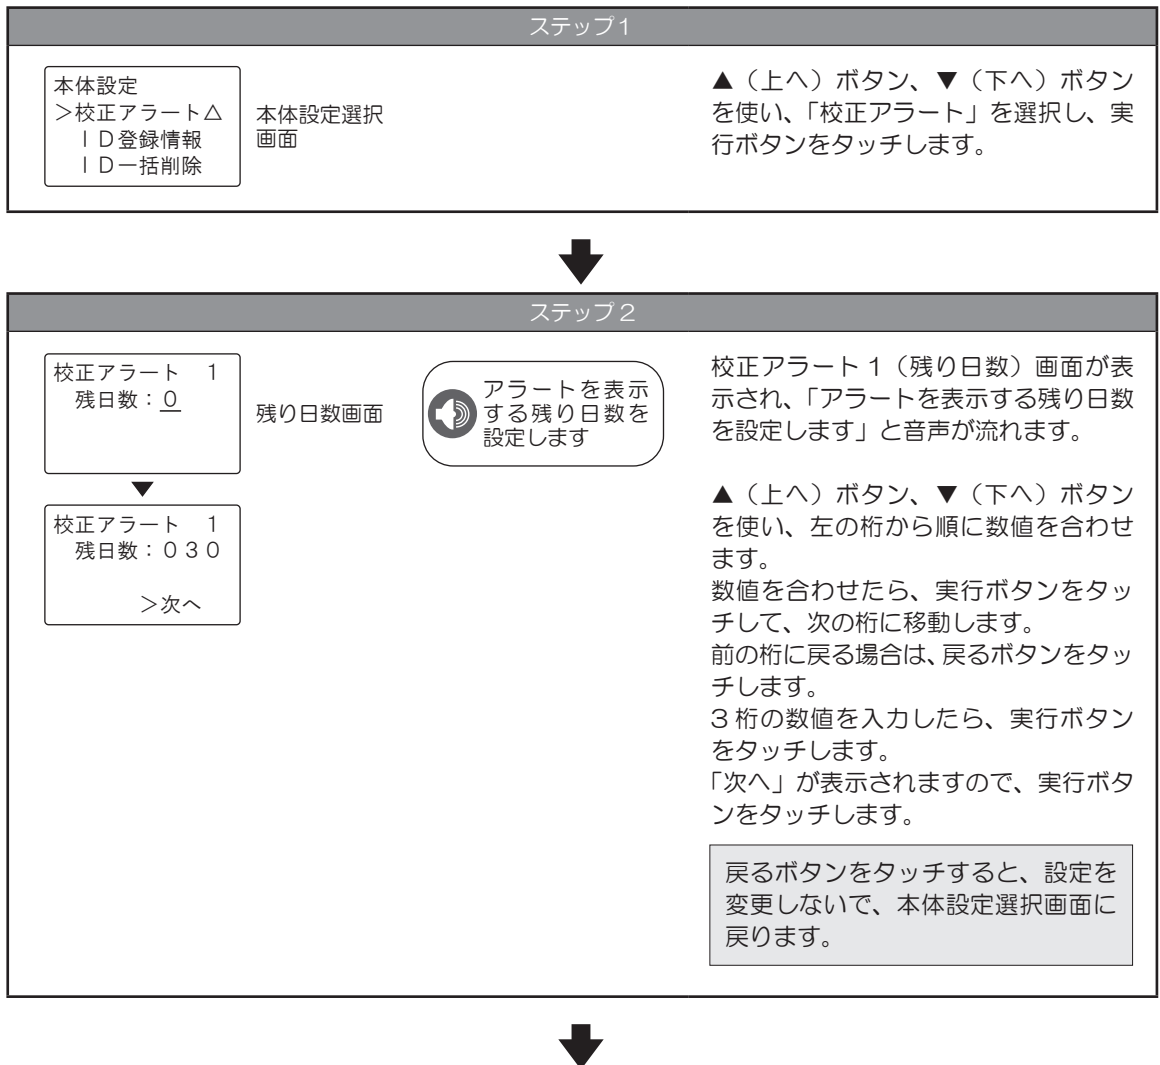 ステップ1
本体設定
＞校正アラート△
ＩＤ登録情報
ＩＤ一括削除
本体設定選択
画面
▲（上へ）ボタン、▼（下へ）ボタン
を使い、「校正アラート」を選択し、実
行ボタンをタッチします。
ステップ２
校正アラート　1
残日数：０
残り日数画面
アラートを表示
する残り日数を
設定します
▼
校正アラート　1
残日数：０３０
＞次へ
校正アラート 1（残り日数）画面が表
示され、「アラートを表示する残り日数
を設定します」と音声が流れます。
▲（上へ）ボタン、▼（下へ）ボタン
を使い、左の桁から順に数値を合わせ
ます。
数値を合わせたら、実行ボタンをタッ
チして、次の桁に移動します。
前の桁に戻る場合は、戻るボタンをタッ
チします。
3 桁の数値を入力したら、実行ボタン
をタッチします。
「次へ」が表示されますので、実行ボタ
ンをタッチします。
戻るボタンをタッチすると、設定を
変更しないで、本体設定選択画面に
戻ります。